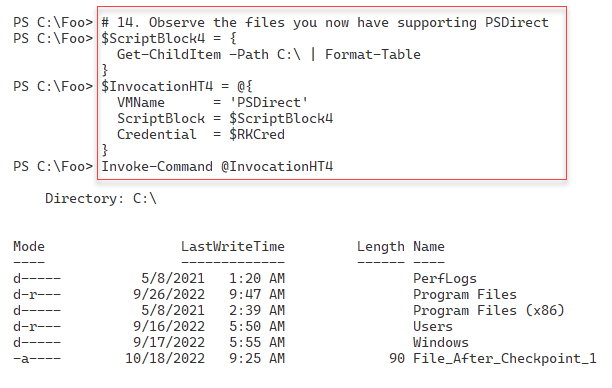 PS C:\Foo> # 14. Observe the files you now have supporting PSDirect
PS C:\Foo> $ScriptBlock4 = {
             Get-ChildItem -Path C:\ | Format-Table
           }
PS C:\Foo> $InvocationHT4 = @{
             VMName      = 'PSDirect'
             ScriptBlock = $ScriptBlock4
             Credential  = $RKCred
           }
PS C:\Foo> Invoke-Command @InvocationHT4
    Directory: C:\
Mode                 LastWriteTime         Length Name
----                 -------------         ------ ----
d-----          5/8/2021   1:20 AM                PerfLogs
d-r---         9/26/2022   9:47 AM                Program Files
d-----          5/8/2021   2:39 AM                Program Files (x86)
d-r---         9/16/2022   5:50 AM                Users
d-----         9/17/2022   5:55 AM                Windows
-a----        10/18/2022   9:25 AM             90 File_After_Checkpoint_1